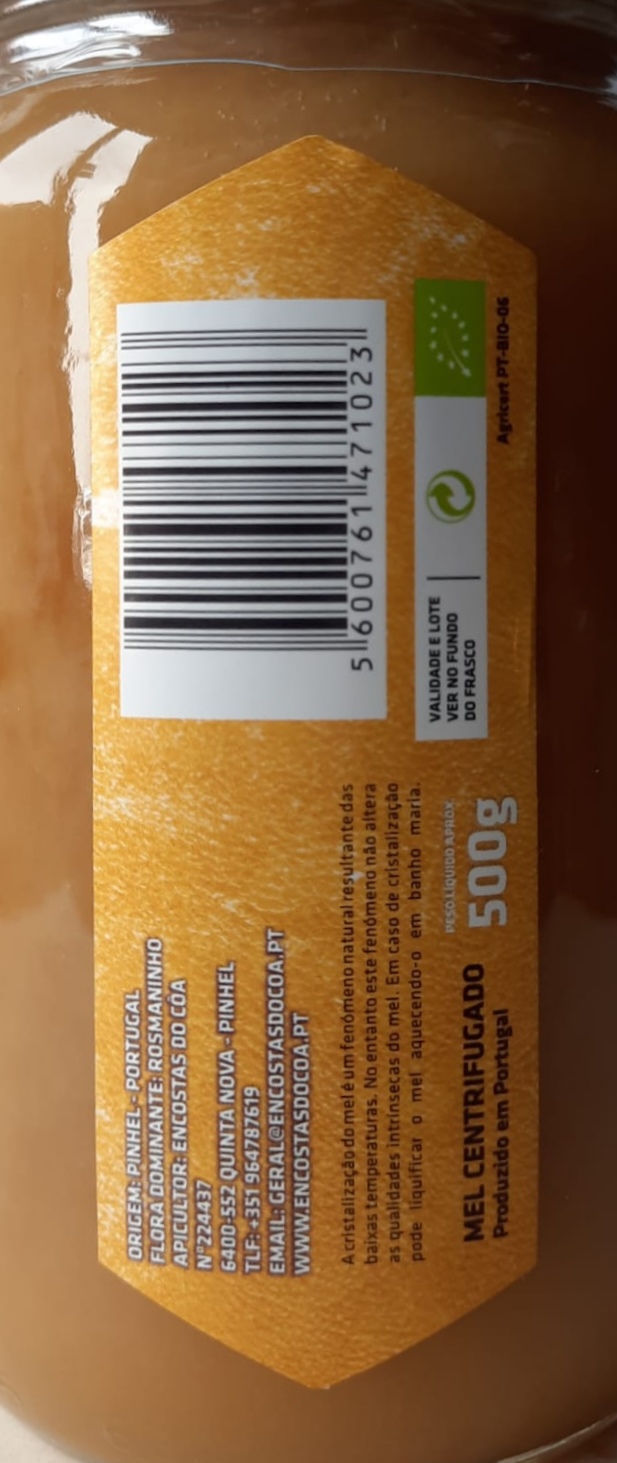 ORIGEM: PINHEL - PORTUGAL
FLORA DOMINANTE: ROSMANINHO
APICULTOR: ENCOSTAS DO CÔA
Nº224437
6400-552 QUINTA NOVA - PINHEL
TLF: +351 964787619
EMAIL: GERAL@ENCOSTASDOCOA.PT
WWW.ENCOSTASDOCOA.PT
A cristalização do mel é um fenómeno natural resultante das
baixas temperaturas. No entanto este fenómeno não altera
as qualidades intrínsecas do mel. Em caso de cristalização
pode liquificar o mel aquecendo-o em banho maria.
MEL CENTRIFUGADO
Produzido em Portugal
PESO LÍQUIDO APROX.
500g
5 600761 471023
VALIDADE E LOTE
VER NO FUNDO
DO FRASCO
Agricert PT-BIO-06